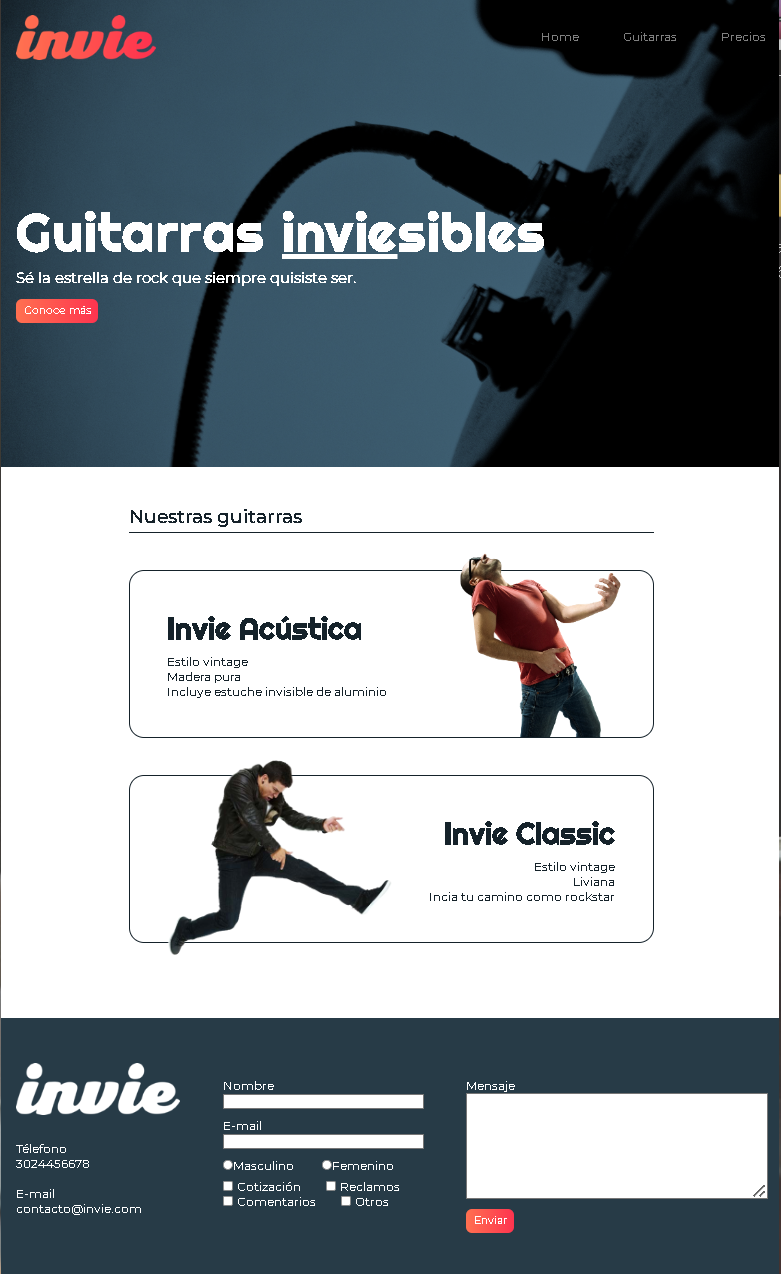 invie
Home Guitarras Precios
Guitarras inviesibles
Sé la estrella de rock que siempre quisiste ser.
Conoce más
Nuestras guitarras
Invie Acústica
Estilo vintage
Madera pura
Incluye estuche invisible de aluminio
Invie Classic
Estilo vintage
Liviana
Incia tu camino como rockstar
invie
Télefono
3024456678
E-mail
contacto@invie.com
Nombre
E-mail
Masculino Femenino
Cotización Reclamos
Comentarios Otros
Mensaje
Enviar